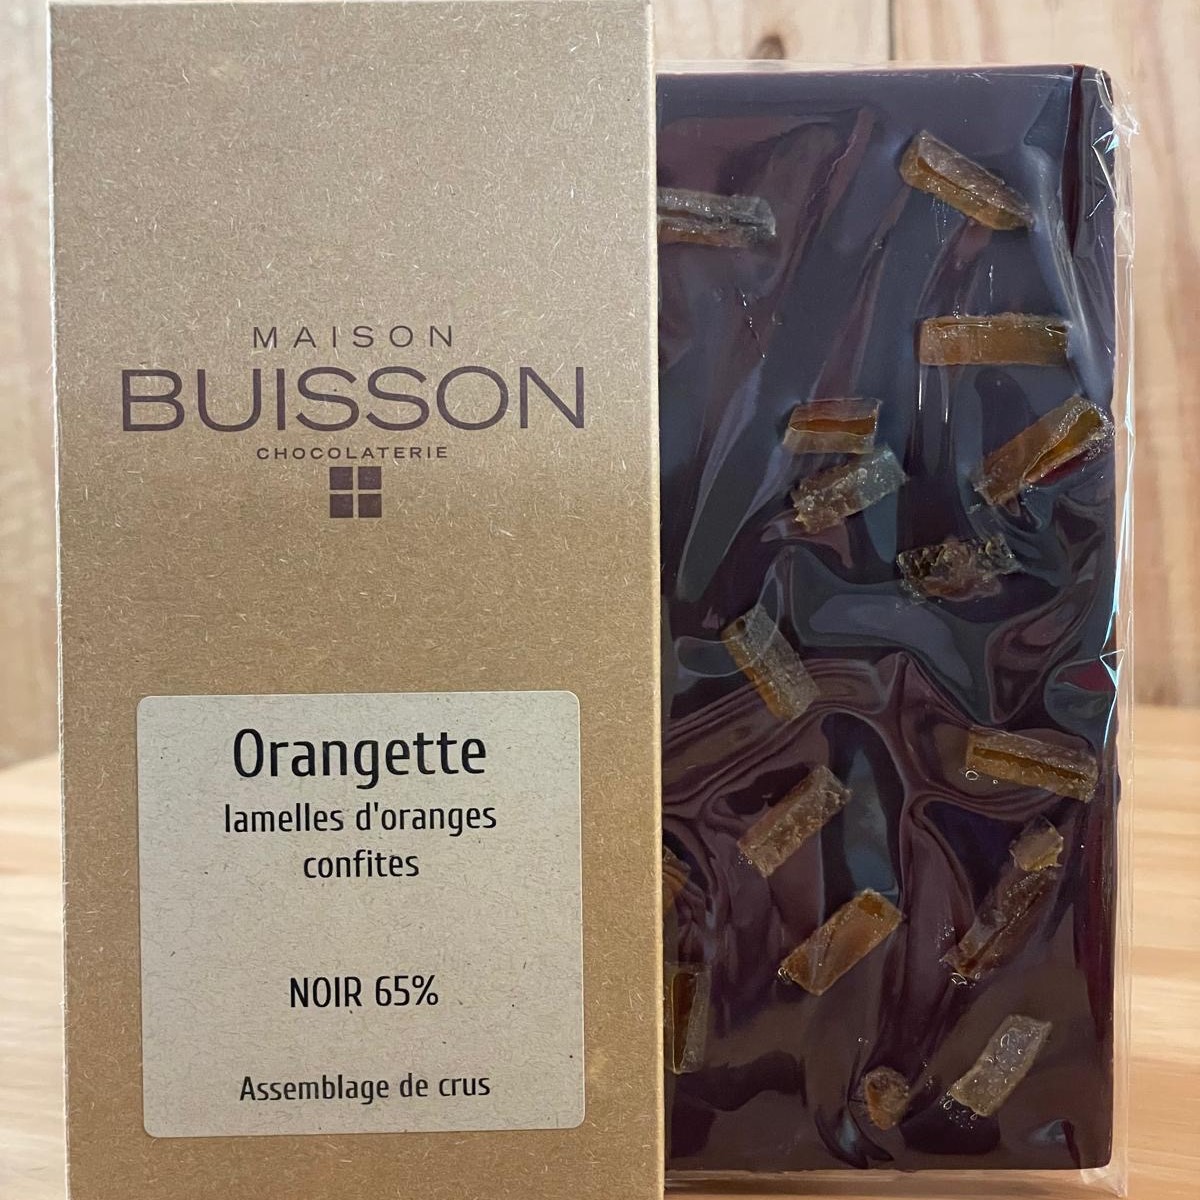 MAISON
BUISSON
CHOCOLATERIE
Orangette
lamelles d'oranges
confites
NOIR 65%
Assemblage de crus